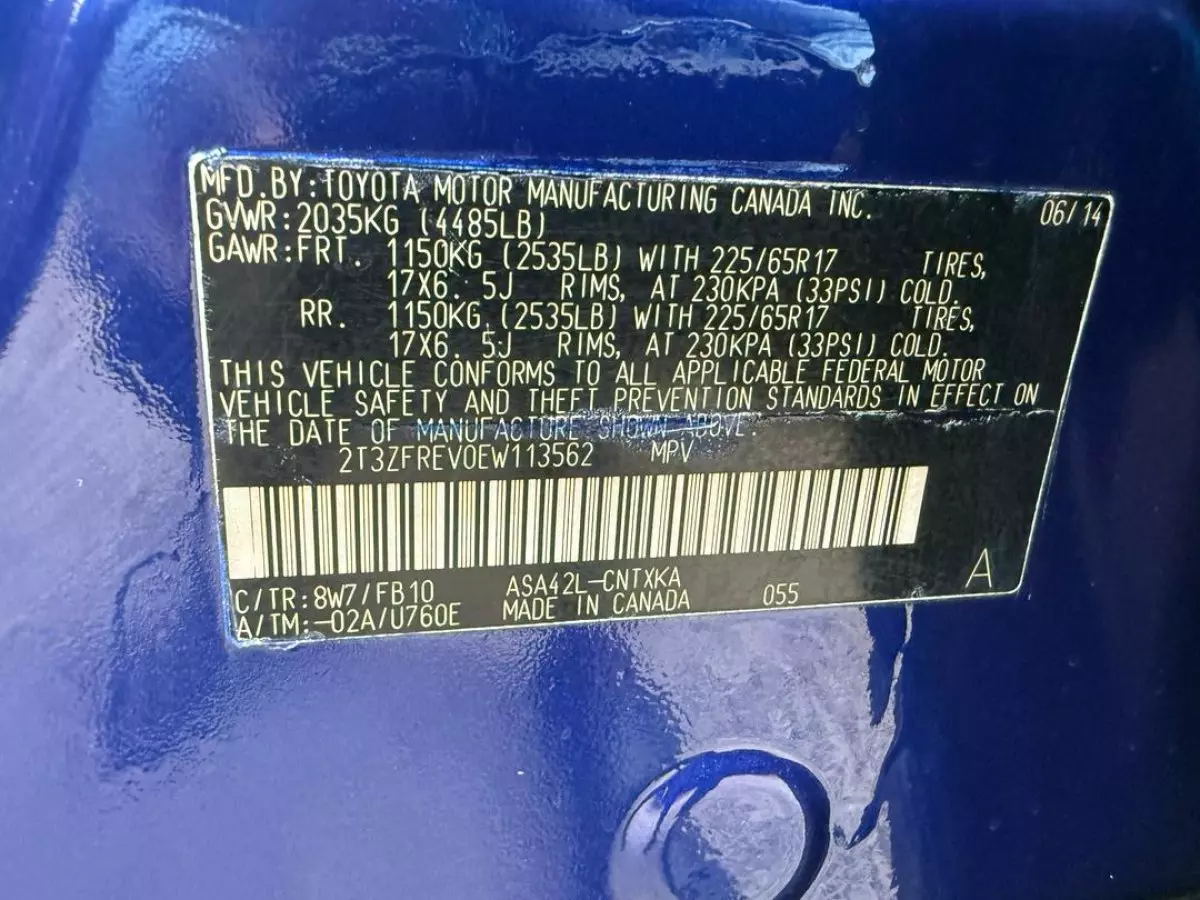 MFD.BY:TOYOTA MOTOR MANUFACTURING CANADA INC. 06/14
GVWR:2035KG (4485LB)
GAWR:FRT. 1150KG (2535LB) WITH 225/65R17 TIRES,
17X6. 5J RIMS, AT 230KPA (33PSI) COLD.
RR. 1150KG (2535LB) WITH 225/65R17 TIRES,
17X6. 5J RIMS, AT 230KPA (33PSI) COLD.
THIS VEHICLE CONFORMS TO ALL APPLICABLE FEDERAL MOTOR
VEHICLE SAFETY AND THEFT PREVENTION STANDARDS IN EFFECT ON
THE DATE OF MANUFACTURE SHOWN ABOVE.
2T3ZFREV0EW113562 MPV
C/TR:8W7/FB10 ASA42L-CNTXKA
A/TM:-02A/U760E MADE IN CANADA 055 A